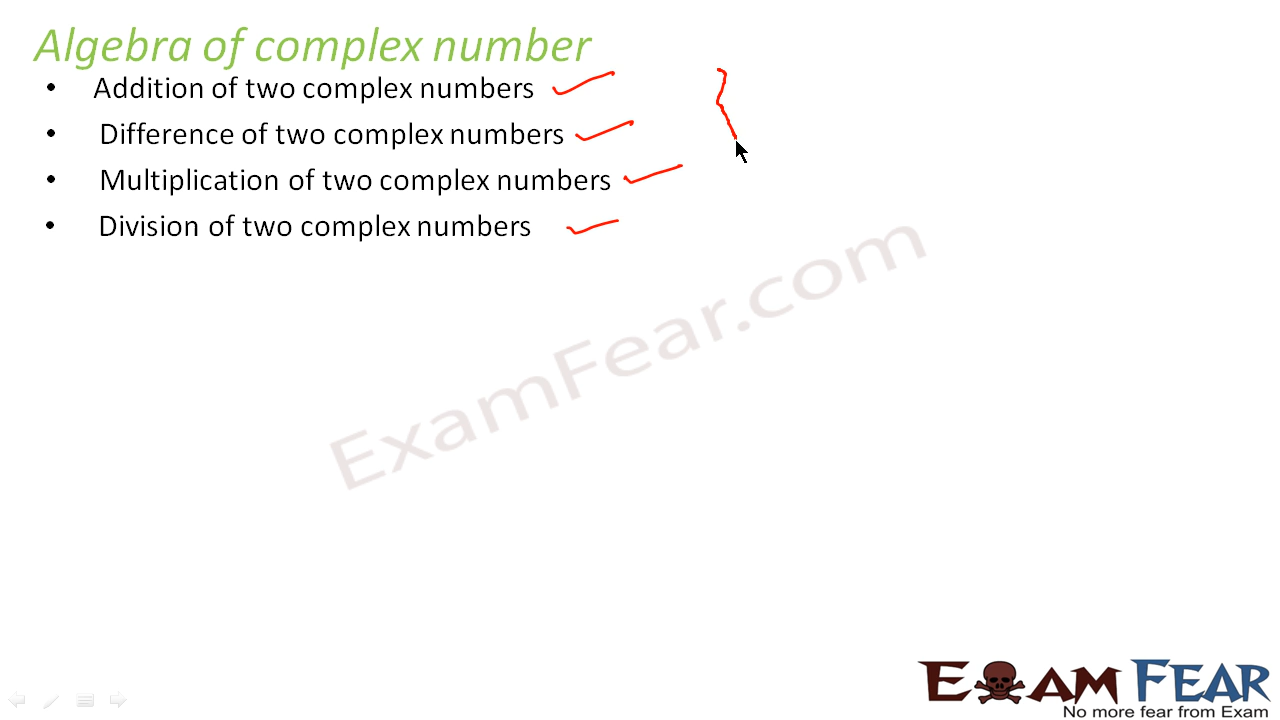 Algebra of complex number
• Addition of two complex numbers
• Difference of two complex numbers
• Multiplication of two complex numbers
• Division of two complex numbers
ExamFear.com
EXAM FEAR
No more fear from Exam